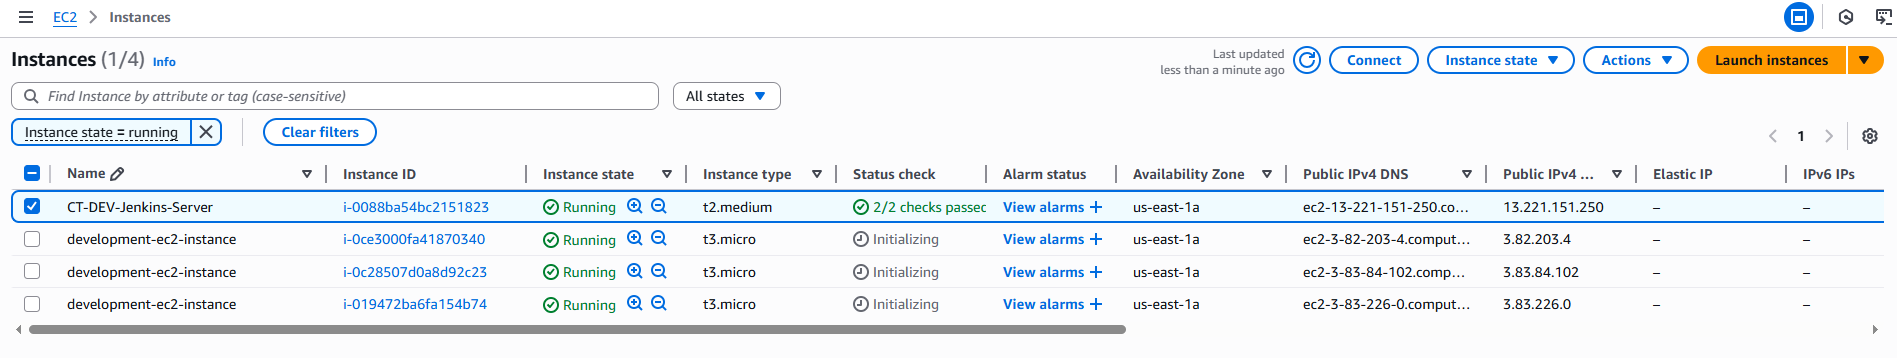 EC2 > Instances
Instances (1/4) Info
Last updated
less than a minute ago
Connect
Instance state
Actions
Launch instances
Find Instance by attribute or tag (case-sensitive)
All states
Instance state = running
Clear filters
1
Name Instance ID Instance state Instance type Status check Alarm status Availability Zone Public IPv4 DNS Public IPv4 ... Elastic IP IPv6 IPs
CT-DEV-Jenkins-Server i-0088ba54bc2151823 Running t2.medium 2/2 checks passed View alarms + us-east-1a ec2-13-221-151-250.co... 13.221.151.250 – –
development-ec2-instance i-0ce3000fa41870340 Running t3.micro Initializing View alarms + us-east-1a ec2-3-82-203-4.comput... 3.82.203.4 – –
development-ec2-instance i-0c28507d0a8d92c23 Running t3.micro Initializing View alarms + us-east-1a ec2-3-83-84-102.comp... 3.83.84.102 – –
development-ec2-instance i-019472ba6fa154b74 Running t3.micro Initializing View alarms + us-east-1a ec2-3-83-226-0.comput... 3.83.226.0 – –